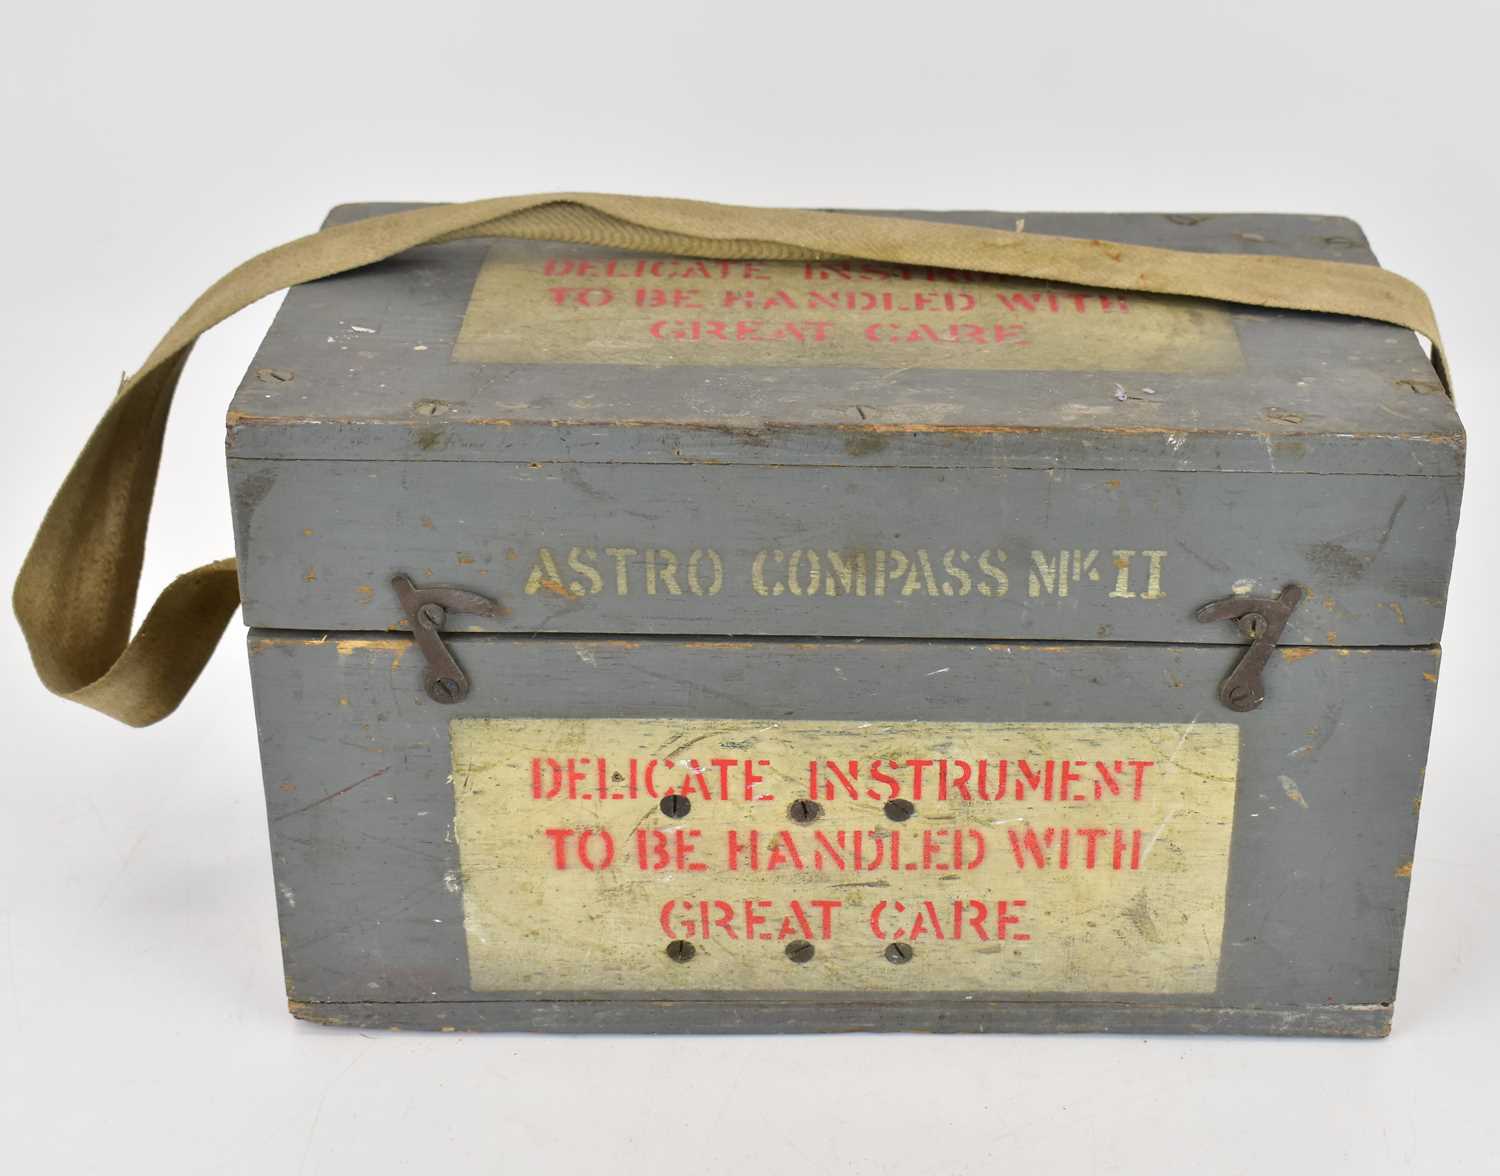 DELICATE
TO BE HANDLED WITH
GREAT CARE
ASTRO COMPASS MK II
DELICATE INSTRUMENT
TO BE HANDLED WITH
GREAT CARE